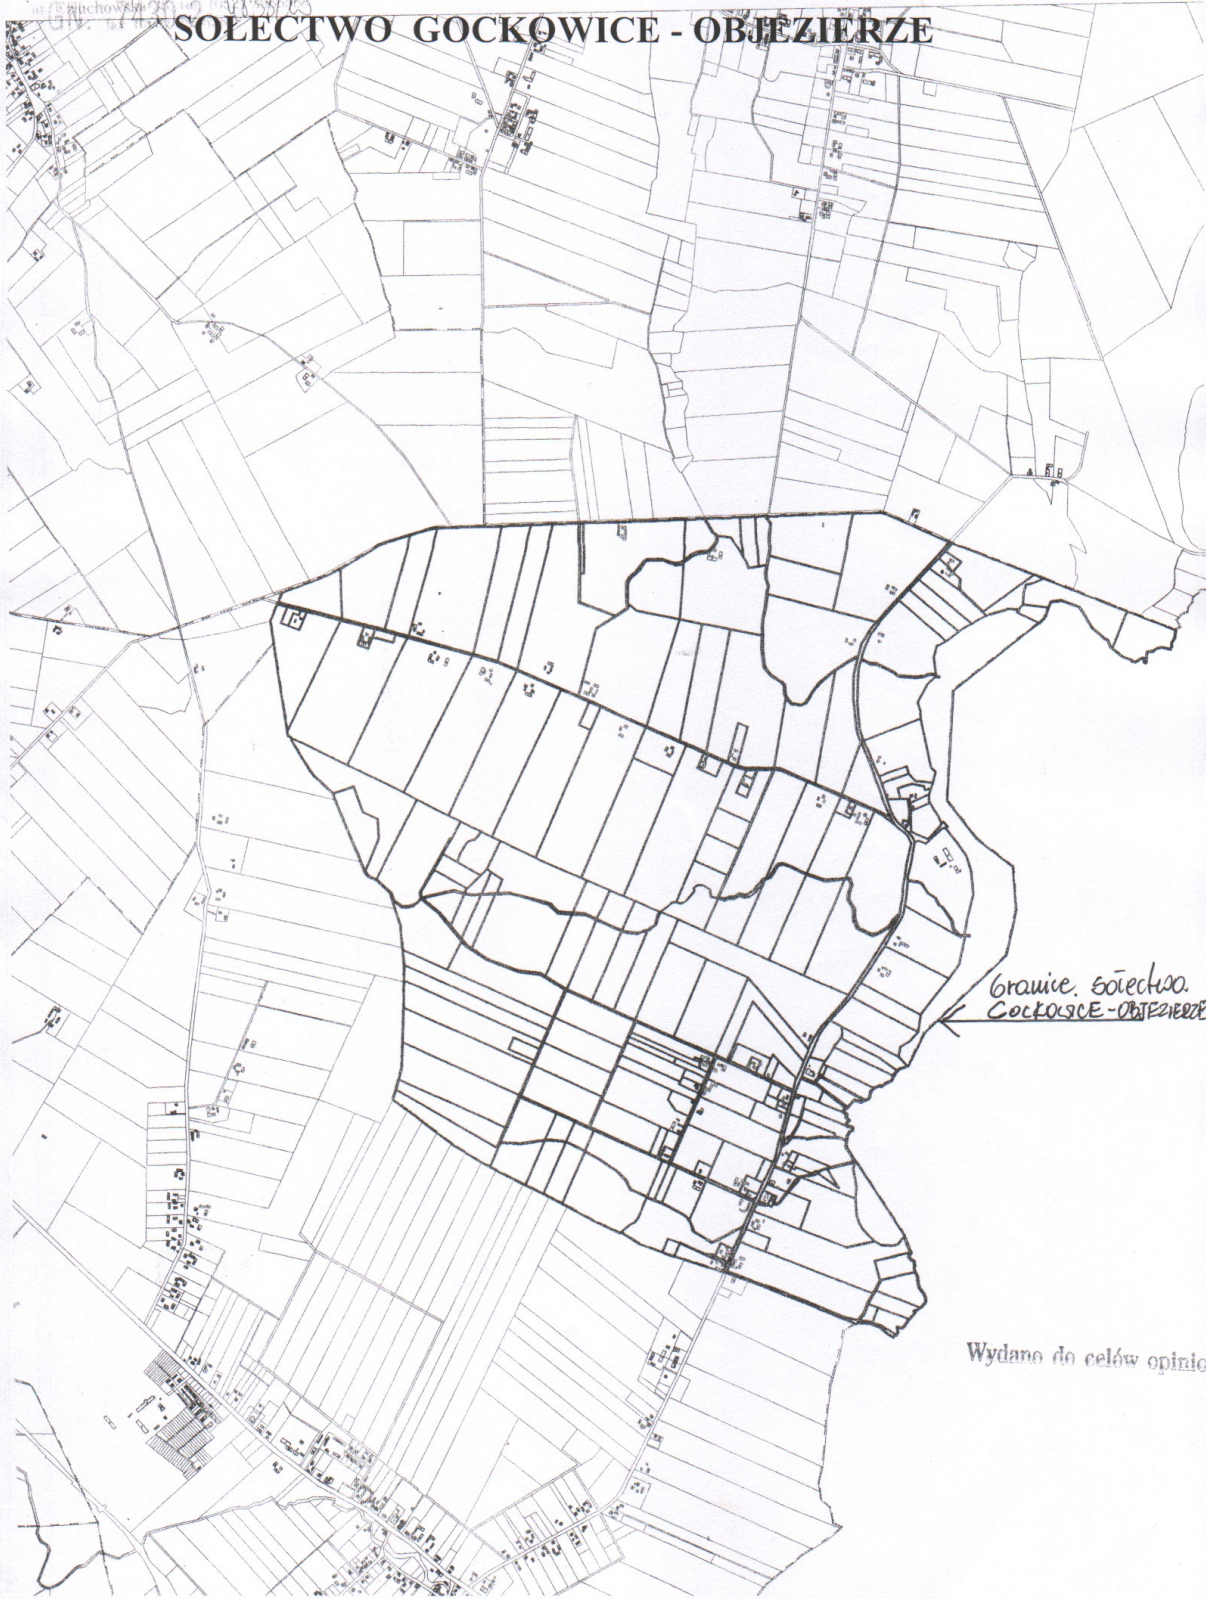 SOŁECTWO GOCKOWICE - OBJEZIERZE
Granice sołectwa
GOCKOWICE-OBJEZIERZE
Wydano do celów opinio